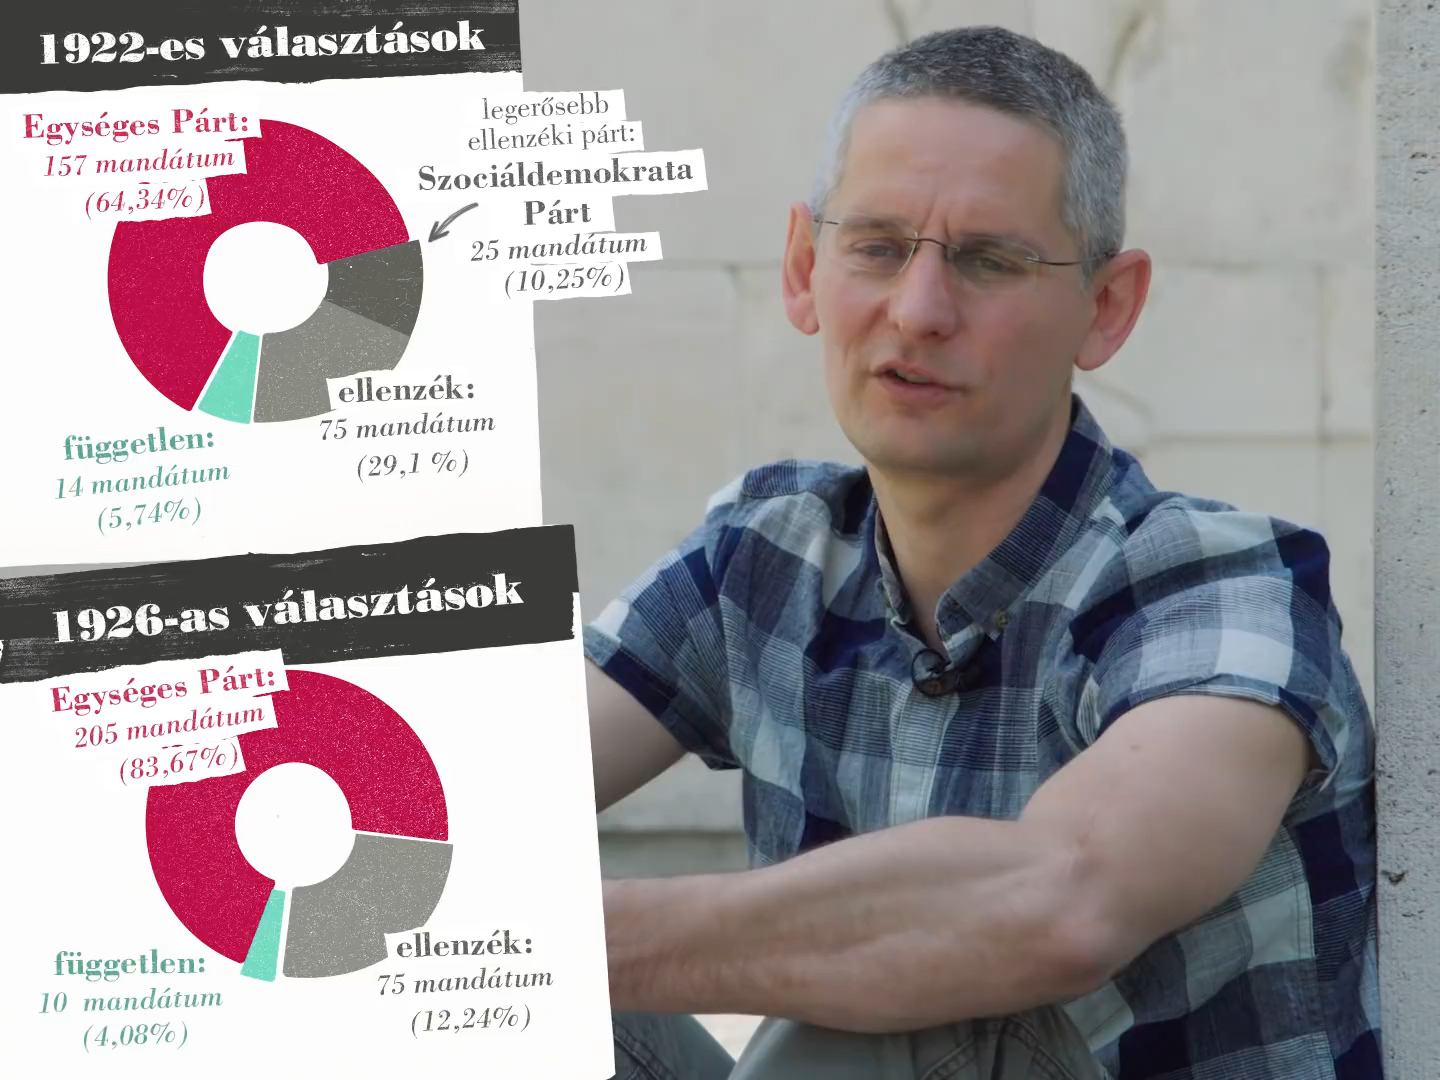 1922-es választások
Egységes Párt:
157 mandátum
(64,34%)
legerősebb
ellenzéki párt:
Szociáldemokrata
Párt
25 mandátum
(10,25%)
ellenzék:
75 mandátum
(29,1 %)
független:
14 mandátum
(5,74%)
1926-as választások
Egységes Párt:
205 mandátum
(83,67%)
ellenzék:
75 mandátum
(12,24%)
független:
10 mandátum
(4,08%)